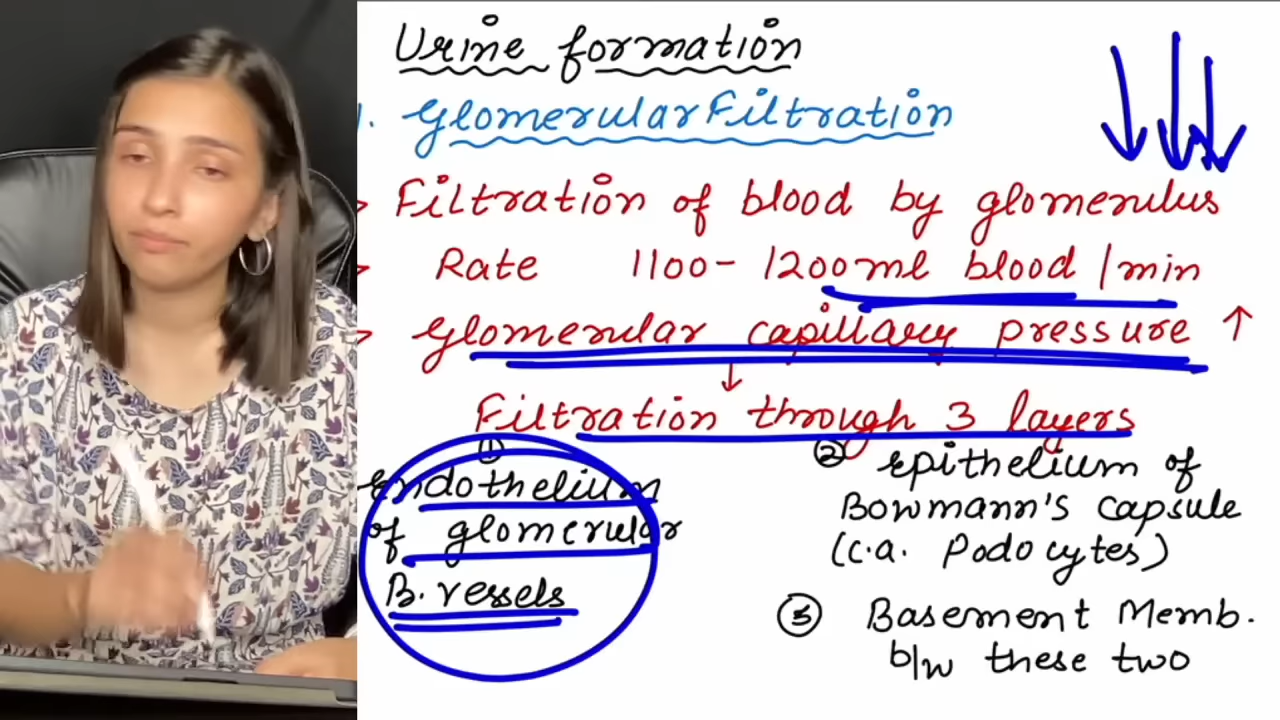 Urine formation
1. Glomerular Filtration
> Filtration of blood by glomerulus
> Rate 1100- 1200ml blood /min
> Glomerular capillary pressure ↑
↓
Filtration through 3 layers
① Endothelium
of glomerular
B. vessels
② epithelium of
Bowmann's capsule
(c.a. Podocytes)
③ Basement Memb.
b/w these two